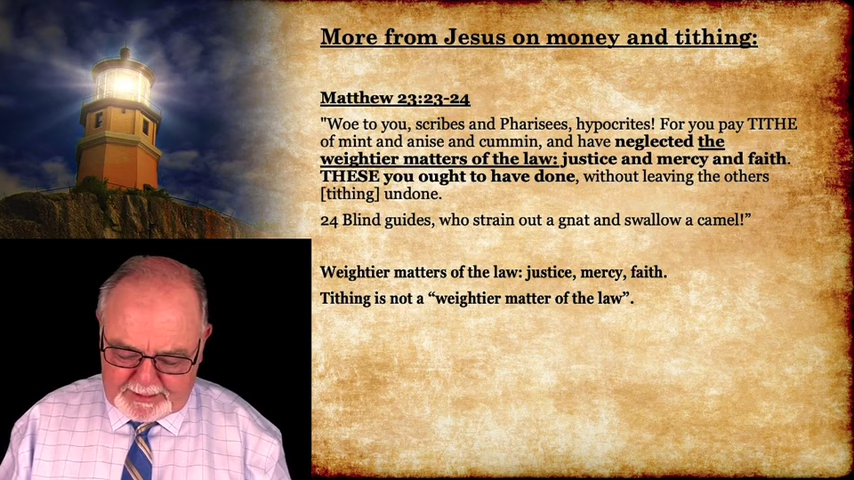 More from Jesus on money and tithing:
Matthew 23:23-24
"Woe to you, scribes and Pharisees, hypocrites! For you pay TITHE
of mint and anise and cummin, and have neglected the
weightier matters of the law: justice and mercy and faith.
THESE you ought to have done, without leaving the others
[tithing] undone.
24 Blind guides, who strain out a gnat and swallow a camel!”
Weightier matters of the law: justice, mercy, faith.
Tithing is not a “weightier matter of the law”.